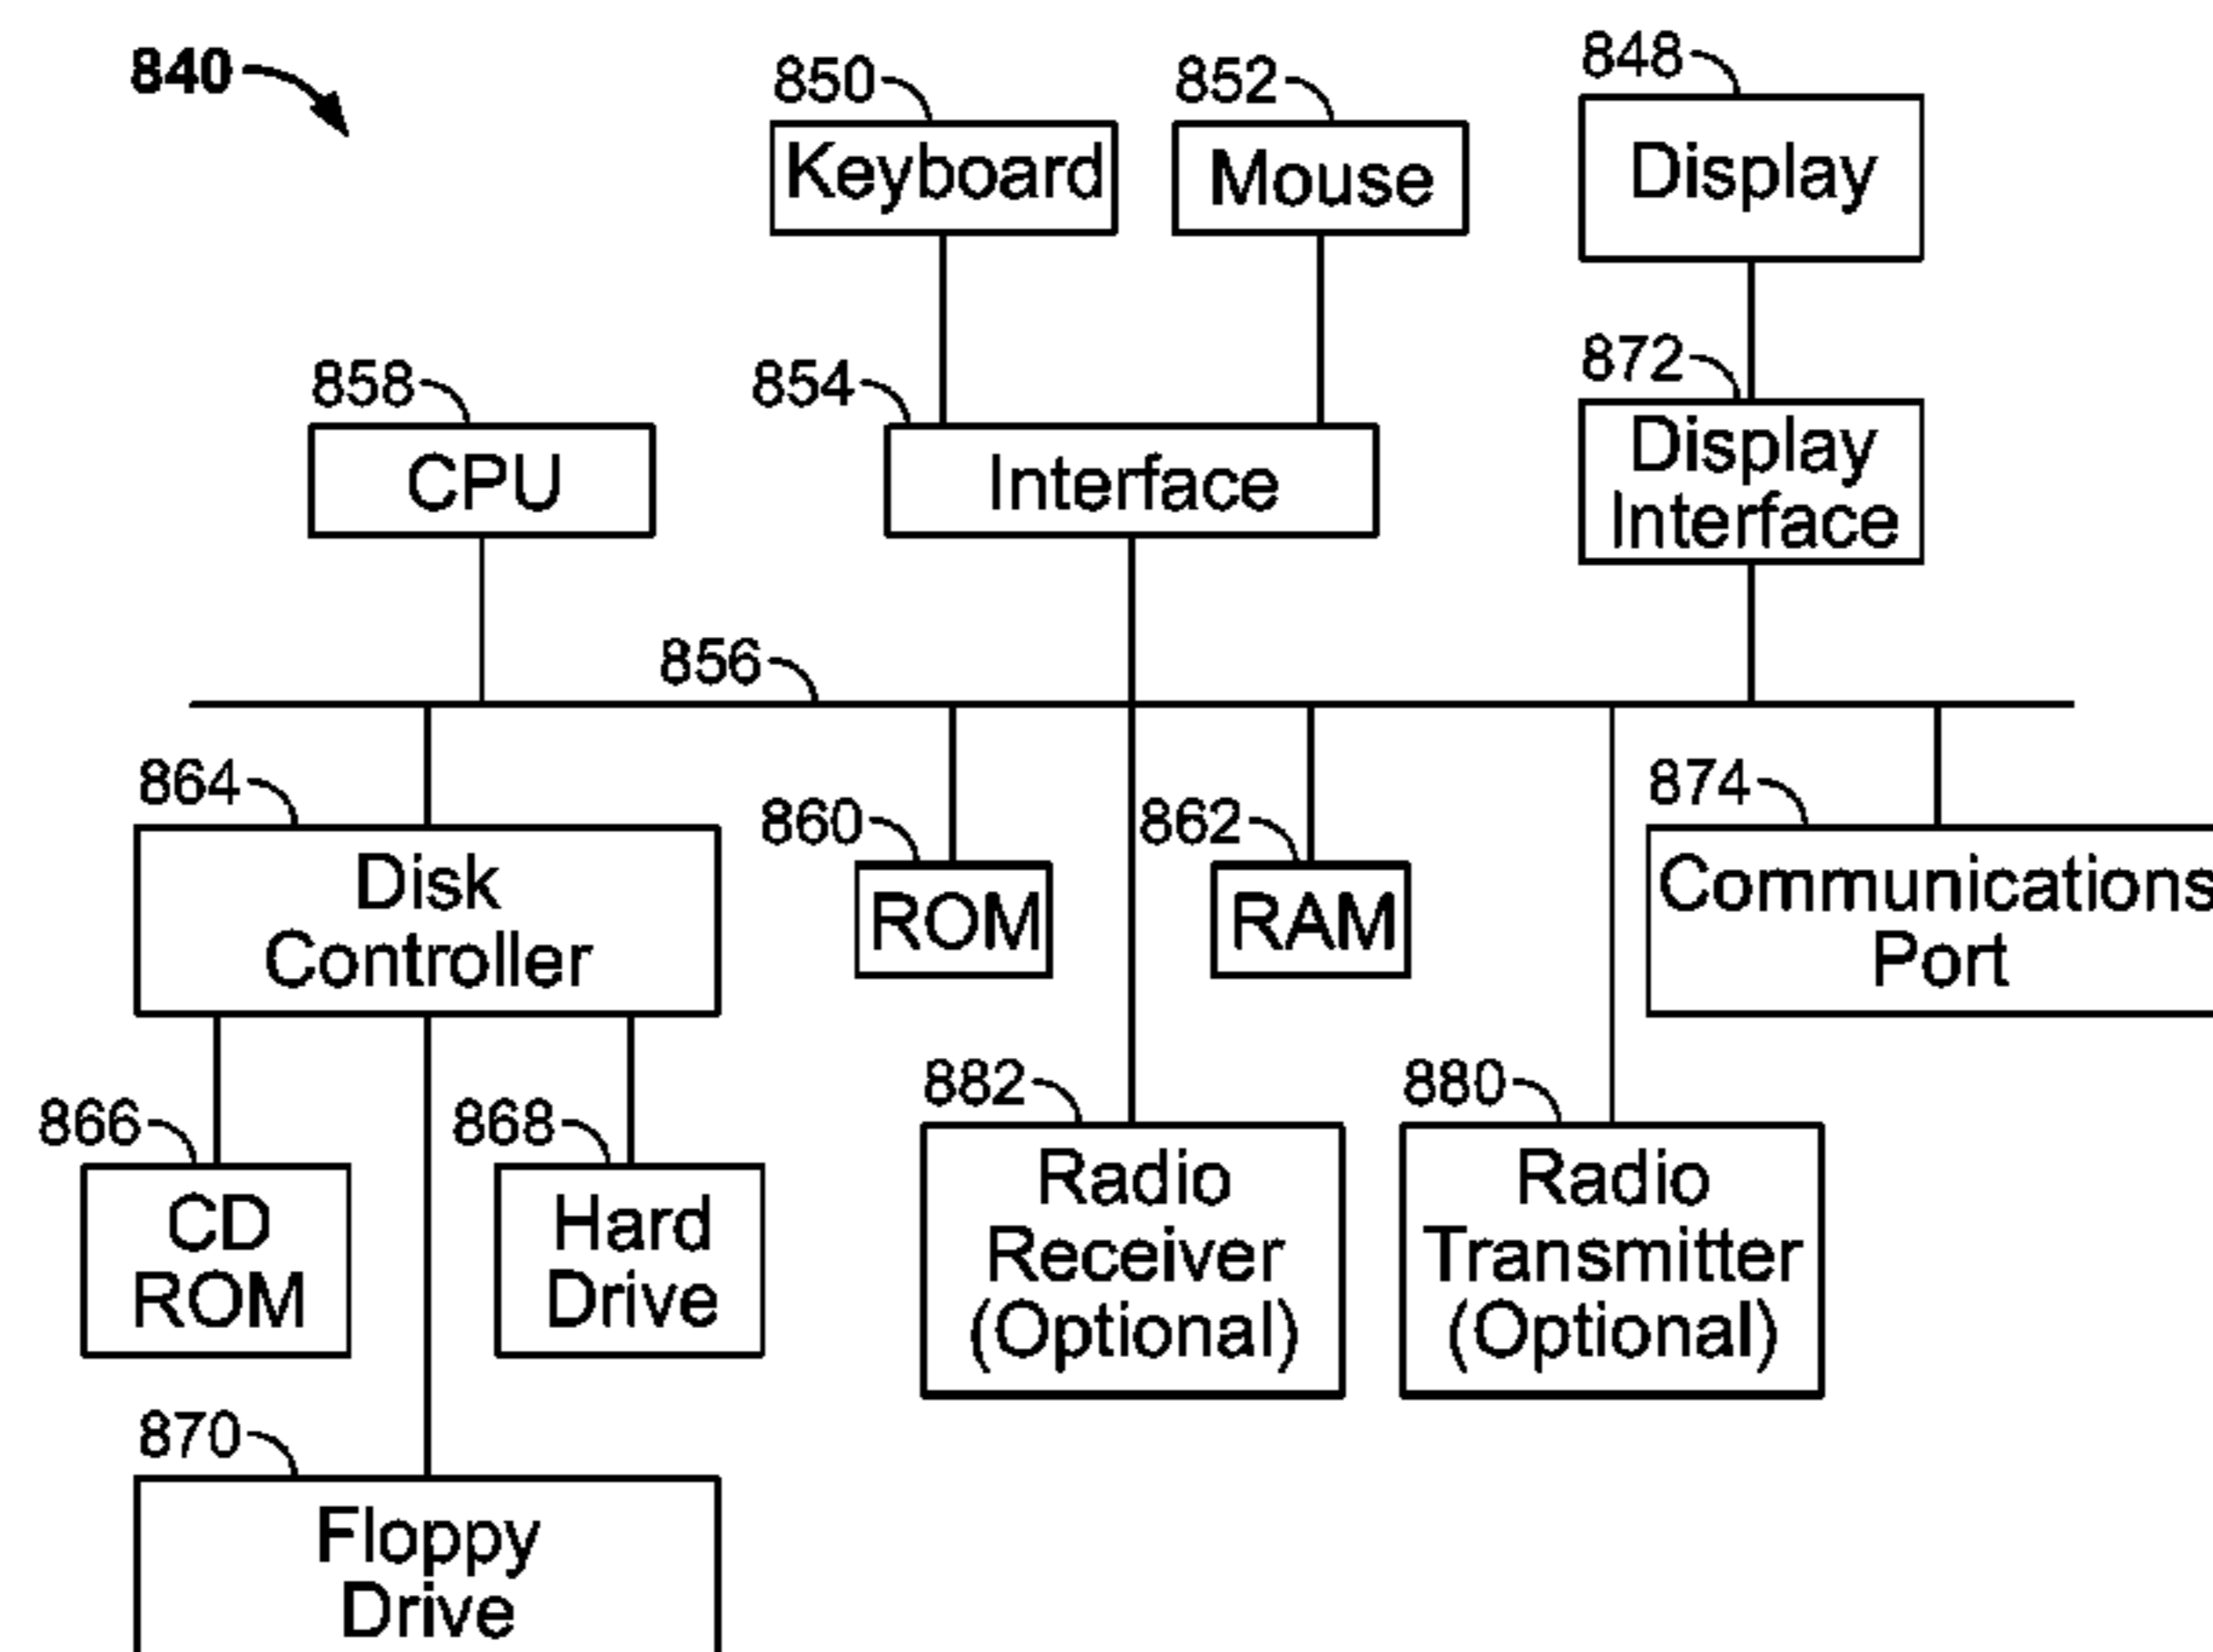 840
850
852
848
Keyboard
Mouse
Display
858
854
872
CPU
Interface
Display
Interface
856
864
860
862
874
Disk
Controller
ROM
RAM
Communications
Port
866
868
882
880
CD
ROM
Hard
Drive
Radio
Receiver
(Optional)
Radio
Transmitter
(Optional)
870
Floppy
Drive